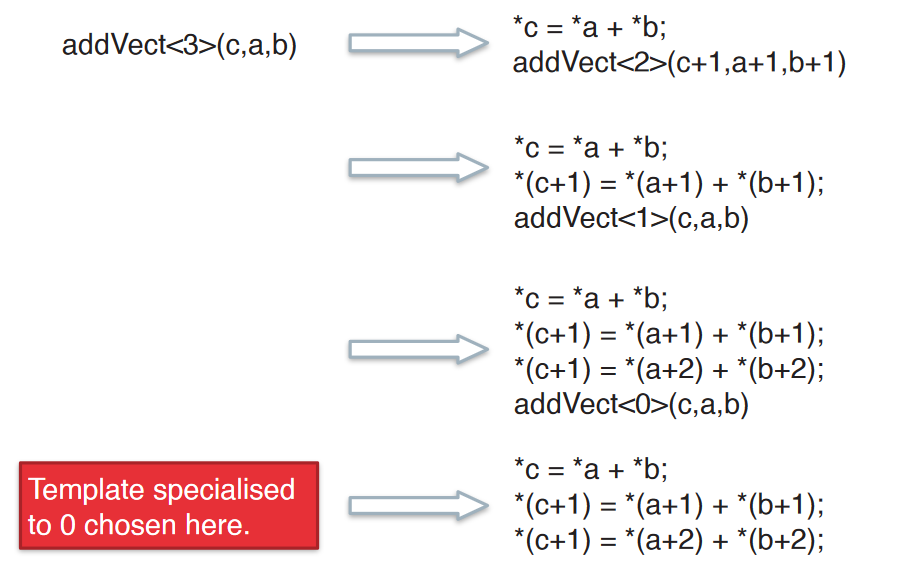 addVect<3>(c,a,b)
*c = *a + *b;
addVect<2>(c+1,a+1,b+1)
*c = *a + *b;
*(c+1) = *(a+1) + *(b+1);
addVect<1>(c,a,b)
*c = *a + *b;
*(c+1) = *(a+1) + *(b+1);
*(c+1) = *(a+2) + *(b+2);
addVect<0>(c,a,b)
Template specialised
to 0 chosen here.
*c = *a + *b;
*(c+1) = *(a+1) + *(b+1);
*(c+1) = *(a+2) + *(b+2);